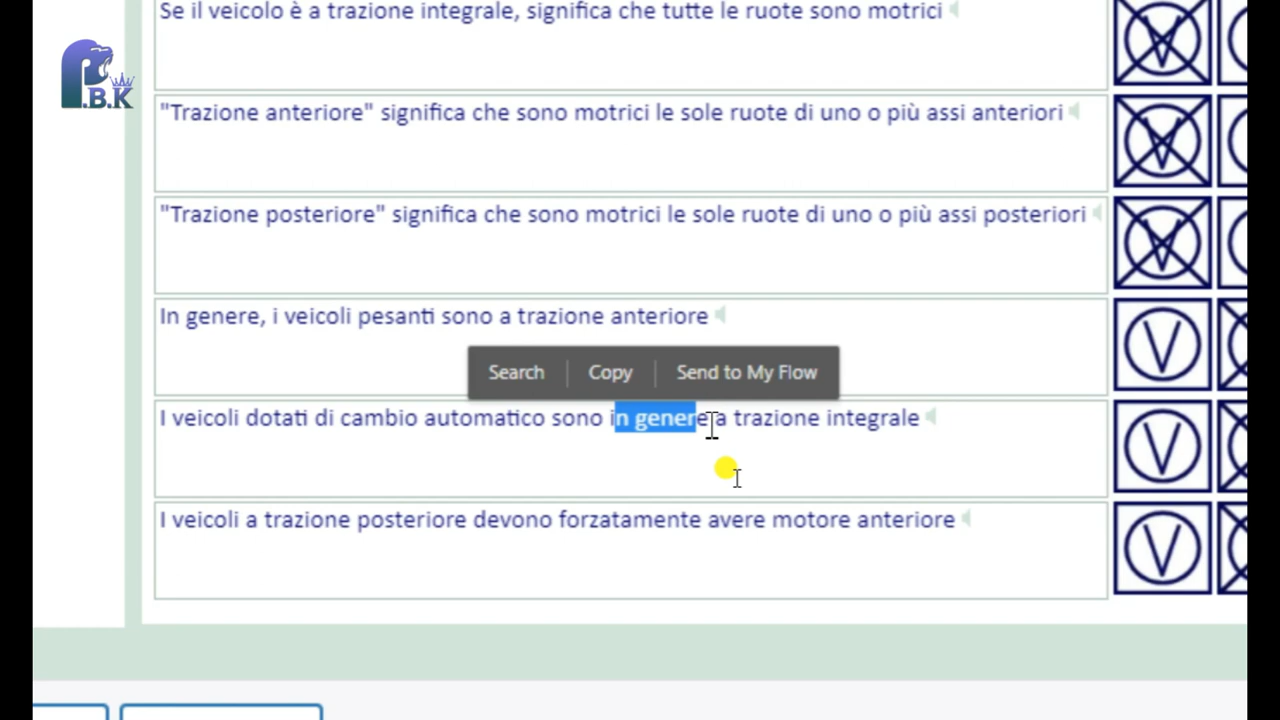 Se il veicolo è a trazione integrale, significa che tutte le ruote sono motrici
V
P.B.K
"Trazione anteriore" significa che sono motrici le sole ruote di uno o più assi anteriori
V
"Trazione posteriore" significa che sono motrici le sole ruote di uno o più assi posteriori
V
In genere, i veicoli pesanti sono a trazione anteriore
V
Search Copy Send to My Flow
I veicoli dotati di cambio automatico sono in genere a trazione integrale
V
I veicoli a trazione posteriore devono forzatamente avere motore anteriore
V